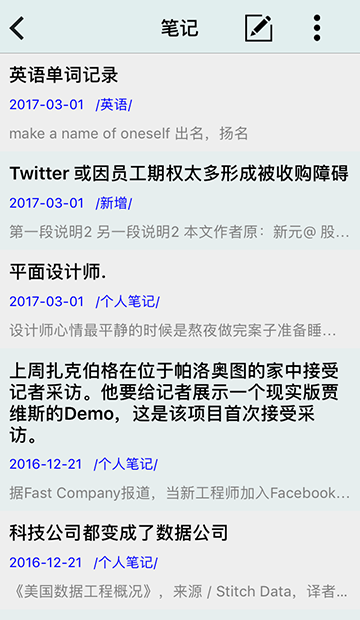 笔记
英语单词记录
2017-03-01 /英语/
make a name of oneself 出名，扬名
Twitter 或因员工期权太多形成被收购障碍
2017-03-01 /新增/
第一段说明2 另一段说明2 本文作者原：新元@ 股...
平面设计师.
2017-03-01 /个人笔记/
设计师心情最平静的时候是熬夜做完案子准备睡...
上周扎克伯格在位于帕洛奥图的家中接受
记者采访。他要给记者展示一个现实版贾
维斯的Demo，这是该项目首次接受采
访。
2016-12-21 /个人笔记/
据Fast Company报道，当新工程师加入Facebook...
科技公司都变成了数据公司
2016-12-21 /个人笔记/
《美国数据工程概况》，来源 / Stitch Data，译者...